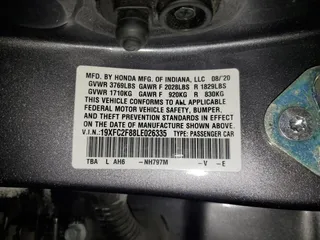 MFD. BY HONDA MFG. OF INDIANA, LLC 08/20
GVWR 3769LBS GAWR F 2028LBS R 1829LBS
GVWR 1710KG GAWR F 920KG R 830KG
THIS VEHICLE CONFORMS TO ALL APPLICABLE
FEDERAL MOTOR VEHICLE SAFETY, BUMPER,
AND THEFT PREVENTION STANDARDS IN EFFECT
ON THE DATE OF MANUFACTURE SHOWN ABOVE.
V.I.N.: 19XFC2F88LE026335 TYPE: PASSENGER CAR
TBA L AH6 -NH797M -V -E